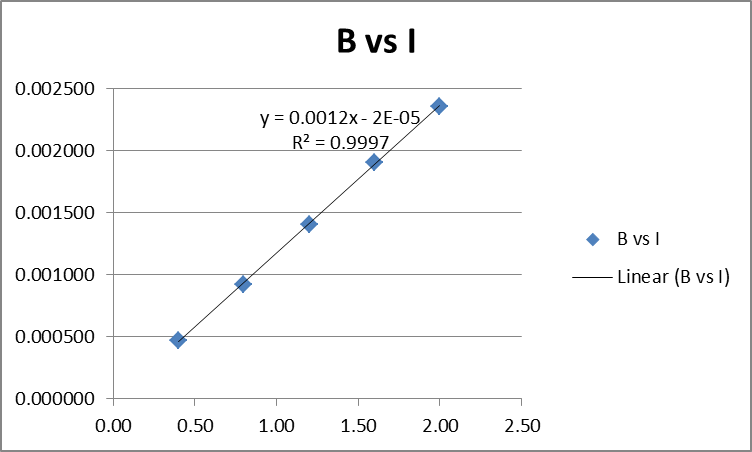 B vs I
0.002500
0.002000
0.001500
0.001000
0.000500
0.000000
y = 0.0012x - 2E-05
R² = 0.9997
0.00 0.50 1.00 1.50 2.00 2.50
B vs I
Linear (B vs I)